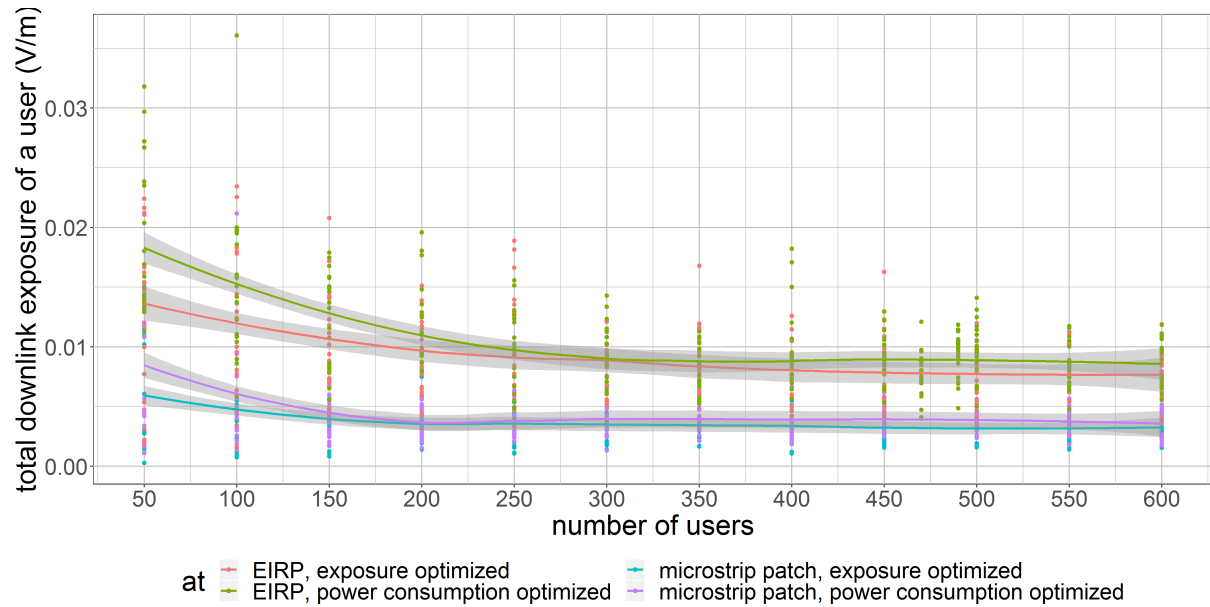 total downlink exposure of a user (V/m)
0.03
0.02
0.01
0.00
50 100 150 200 250 300 350 400 450 500 550 600
number of users
at
EIRP, exposure optimized
EIRP, power consumption optimized
microstrip patch, exposure optimized
microstrip patch, power consumption optimized